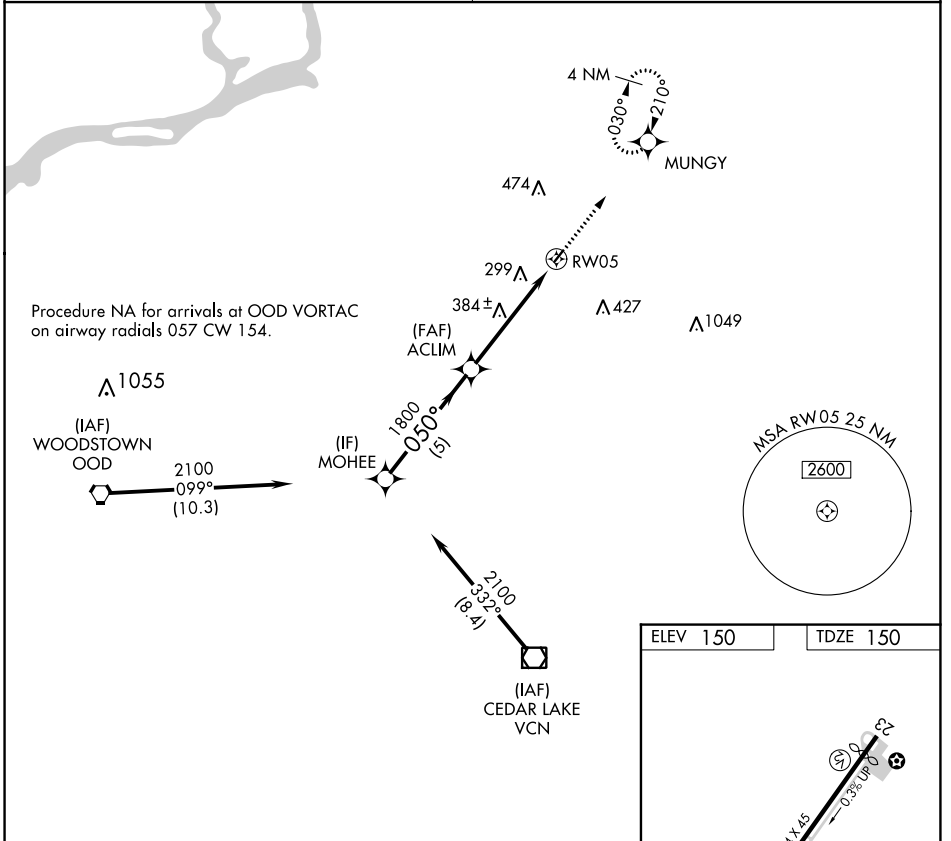 4 NM
030°
210°
MUNGY
474
RW05
299
384±
427
1049
Procedure NA for arrivals at OOD VORTAC
on airway radials 057 CW 154.
(FAF)
ACLIM
1055
(IAF)
WOODSTOWN
OOD
2100
099°
(10.3)
(IF)
MOHEE
1800
050°
(5)
MSA RW05 25 NM
2600
2100
332°
(8.4)
(IAF)
CEDAR LAKE
VCN
ELEV 150
TDZE 150
23
0.3% UP
X 45